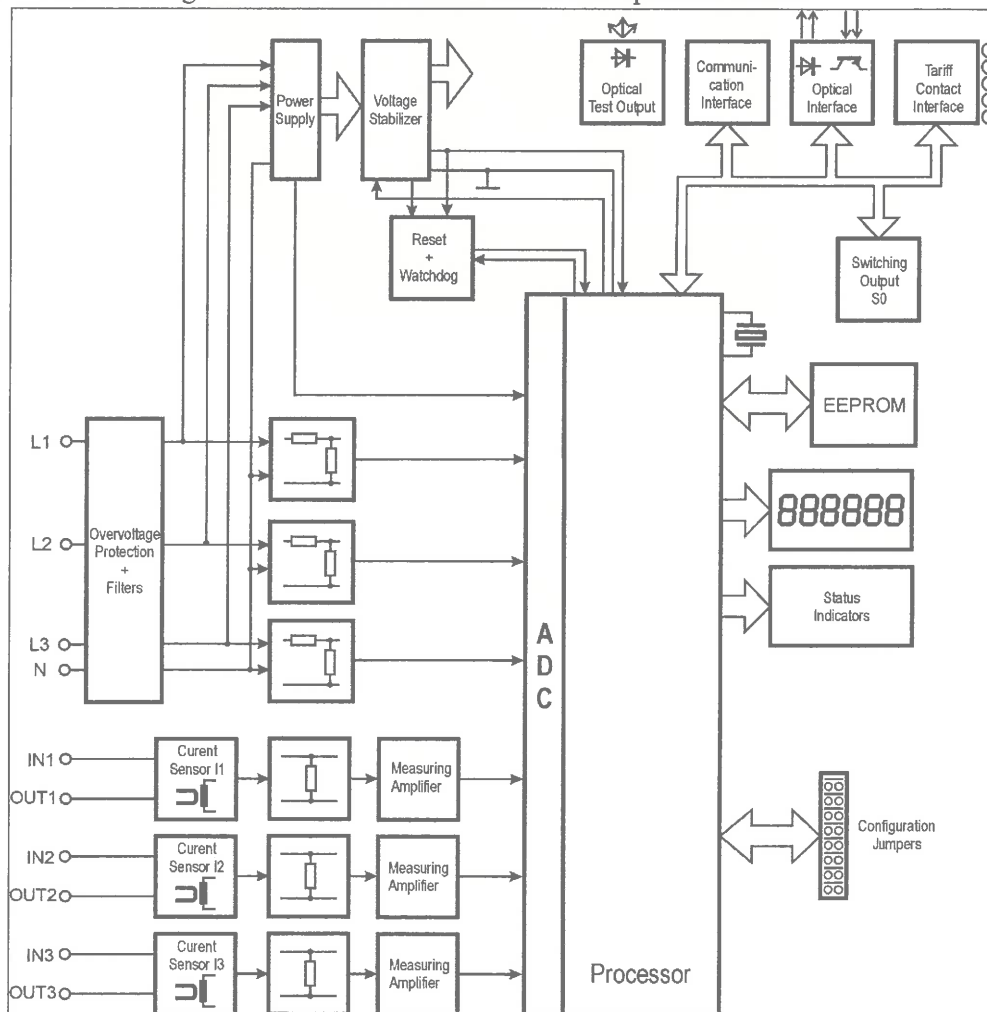 Power
Supply
Voltage
Stabilizer
Optical
Test Output
Communi-
cation
Interface
Optical
Interface
Tariff
Contact
Interface
Reset
+
Watchdog
Switching
Output
S0
EEPROM
L1
L2
L3
N
Overvoltage
Protection
+
Filters
888888
Status
Indicators
A
D
C
IN1
OUT1
Curent
Sensor I1
Measuring
Amplifier
IN2
OUT2
Curent
Sensor I2
Measuring
Amplifier
Configuration
Jumpers
IN3
OUT3
Curent
Sensor I3
Measuring
Amplifier
Processor